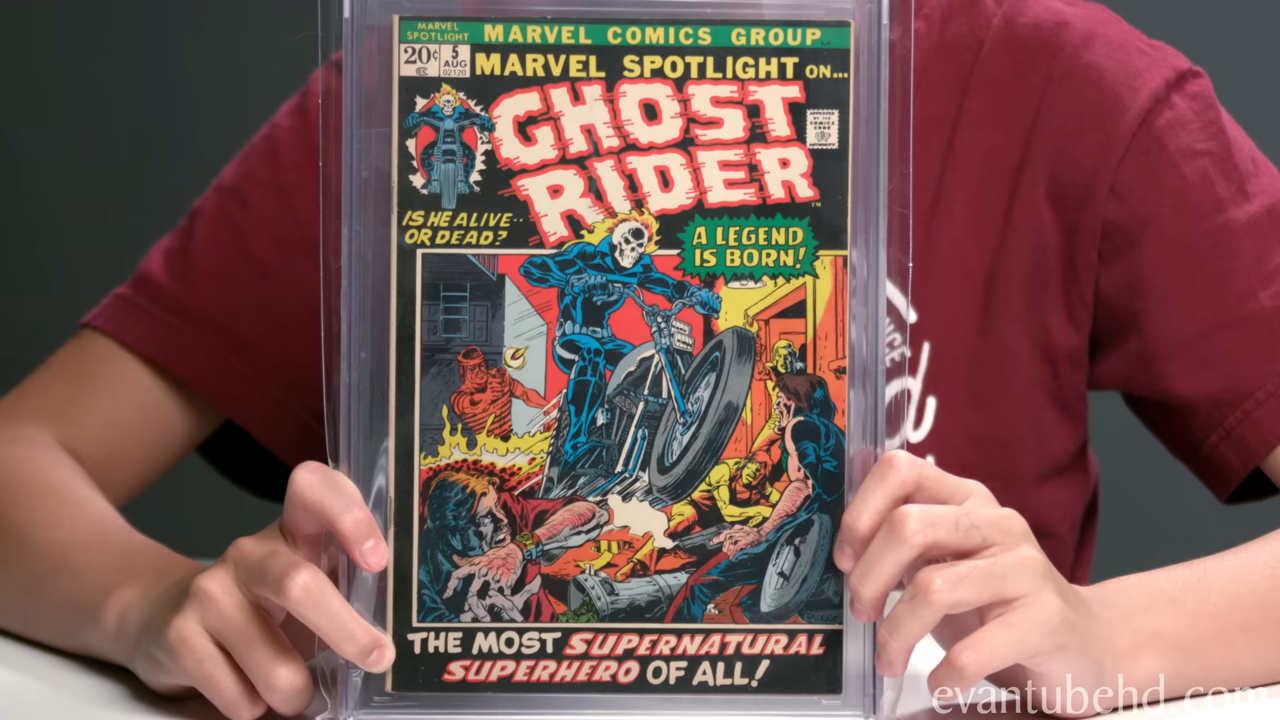 MARVEL
SPOTLIGHT
MARVEL COMICS GROUP
20¢
5
AUG
02120
MARVEL SPOTLIGHT ON...
GHOST
RIDER
TM
APPROVED
BY THE
COMICS
CODE
AUTHORITY
IS HE ALIVE··
OR DEAD?
A LEGEND
IS BORN!
THE MOST SUPERNATURAL
SUPERHERO OF ALL!
evantubehd.com